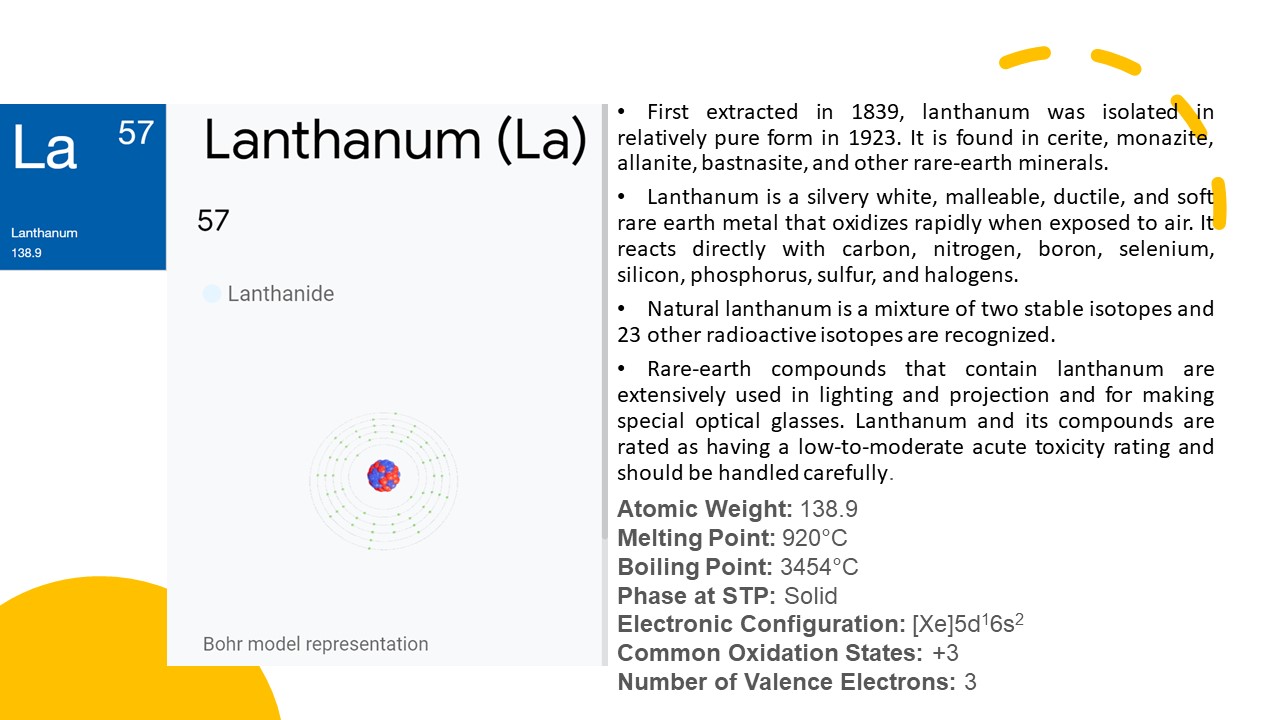 La 57
Lanthanum
138.9
Lanthanum (La)
57
Lanthanide
Bohr model representation
• First extracted in 1839, lanthanum was isolated in
relatively pure form in 1923. It is found in cerite, monazite,
allanite, bastnasite, and other rare-earth minerals.
• Lanthanum is a silvery white, malleable, ductile, and soft
rare earth metal that oxidizes rapidly when exposed to air. It
reacts directly with carbon, nitrogen, boron, selenium,
silicon, phosphorus, sulfur, and halogens.
• Natural lanthanum is a mixture of two stable isotopes and
23 other radioactive isotopes are recognized.
• Rare-earth compounds that contain lanthanum are
extensively used in lighting and projection and for making
special optical glasses. Lanthanum and its compounds are
rated as having a low-to-moderate acute toxicity rating and
should be handled carefully.
Atomic Weight: 138.9
Melting Point: 920°C
Boiling Point: 3454°C
Phase at STP: Solid
Electronic Configuration: [Xe]5d¹6s²
Common Oxidation States: +3
Number of Valence Electrons: 3